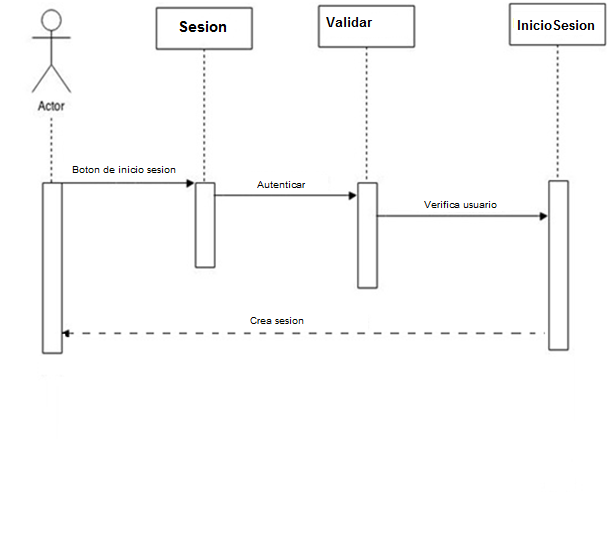 Sesion
Validar
InicioSesion
Actor
Boton de inicio sesion
Autenticar
Verifica usuario
Crea sesion